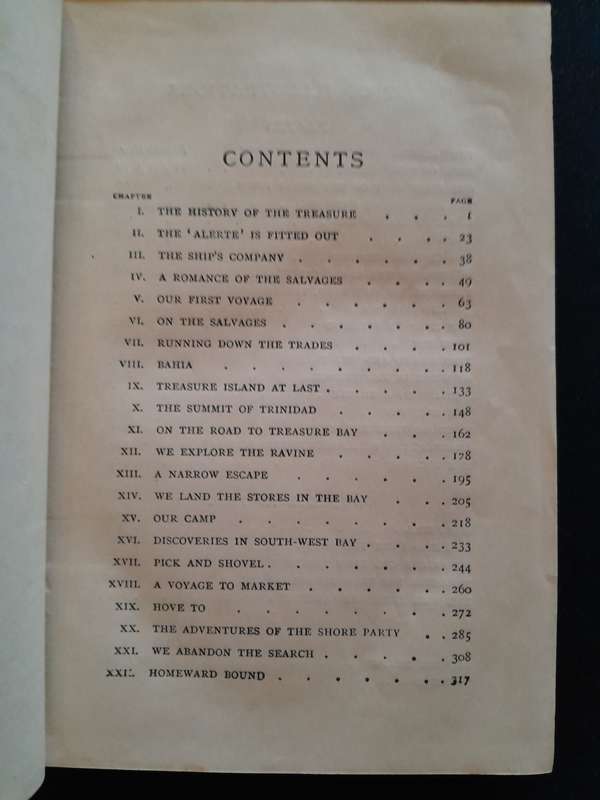 CONTENTS
CHAPTER PAGE
I. THE HISTORY OF THE TREASURE . . . 1
II. THE 'ALERTE' IS FITTED OUT . . . . 23
III. THE SHIP'S COMPANY . . . . . . . 38
IV. A ROMANCE OF THE SALVAGES . . . . 49
V. OUR FIRST VOYAGE . . . . . . 63
VI. ON THE SALVAGES . . . . . . . 80
VII. RUNNING DOWN THE TRADES . . . . 101
VIII. BAHIA . . . . . . . . 118
IX. TREASURE ISLAND AT LAST . . . . . 133
X. THE SUMMIT OF TRINIDAD . . . . . 148
XI. ON THE ROAD TO TREASURE BAY . . . 162
XII. WE EXPLORE THE RAVINE . . . . . 178
XIII. A NARROW ESCAPE . . . . . . 195
XIV. WE LAND THE STORES IN THE BAY . . . 205
XV. OUR CAMP . . . . . . . . 218
XVI. DISCOVERIES IN SOUTH-WEST BAY . . . . 233
XVII. PICK AND SHOVEL . . . . . . . 244
XVIII. A VOYAGE TO MARKET . . . . . . 260
XIX. HOVE TO . . . . . . . . 272
XX. THE ADVENTURES OF THE SHORE PARTY . . 285
XXI. WE ABANDON THE SEARCH . . . . . 308
XXII. HOMEWARD BOUND . . . . . . . 317